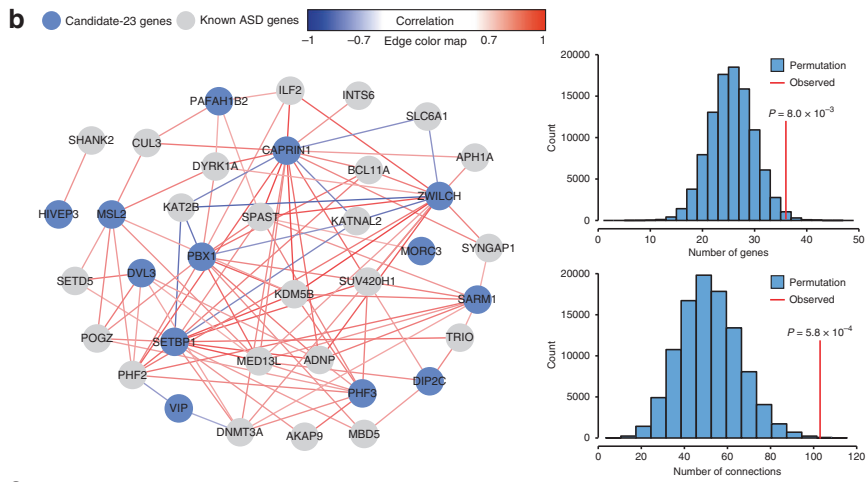 b
Candidate-23 genes
Known ASD genes
Correlation
−1
−0.7
Edge color map
0.7
1
PAFAH1B2
ILF2
INTS6
SLC6A1
SHANK2
CUL3
CAPRIN1
APH1A
DYRK1A
BCL11A
ZWILCH
HIVEP3
MSL2
KAT2B
SPAST
KATNAL2
SYNGAP1
PBX1
MORC3
SETD5
DVL3
SUV420H1
KDM5B
SARM1
POGZ
SETBP1
TRIO
MED13L
ADNP
PHF2
DIP2C
PHF3
VIP
DNMT3A
AKAP9
MBD5
20000
15000
10000
5000
0
Count
Permutation
Observed
P = 8.0 × 10−3
1
10
20
30
40
50
Number of genes
20000
15000
10000
5000
0
Count
Permutation
Observed
P = 5.8 × 10−4
0
20
40
60
80
100
120
Number of connections